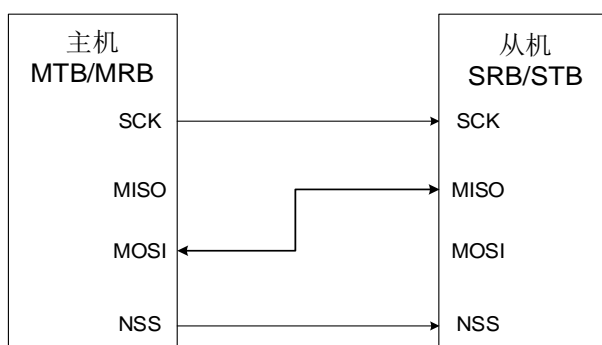 主机
MTB/MRB
SCK
MISO
MOSI
NSS
从机
SRB/STB
SCK
MISO
MOSI
NSS